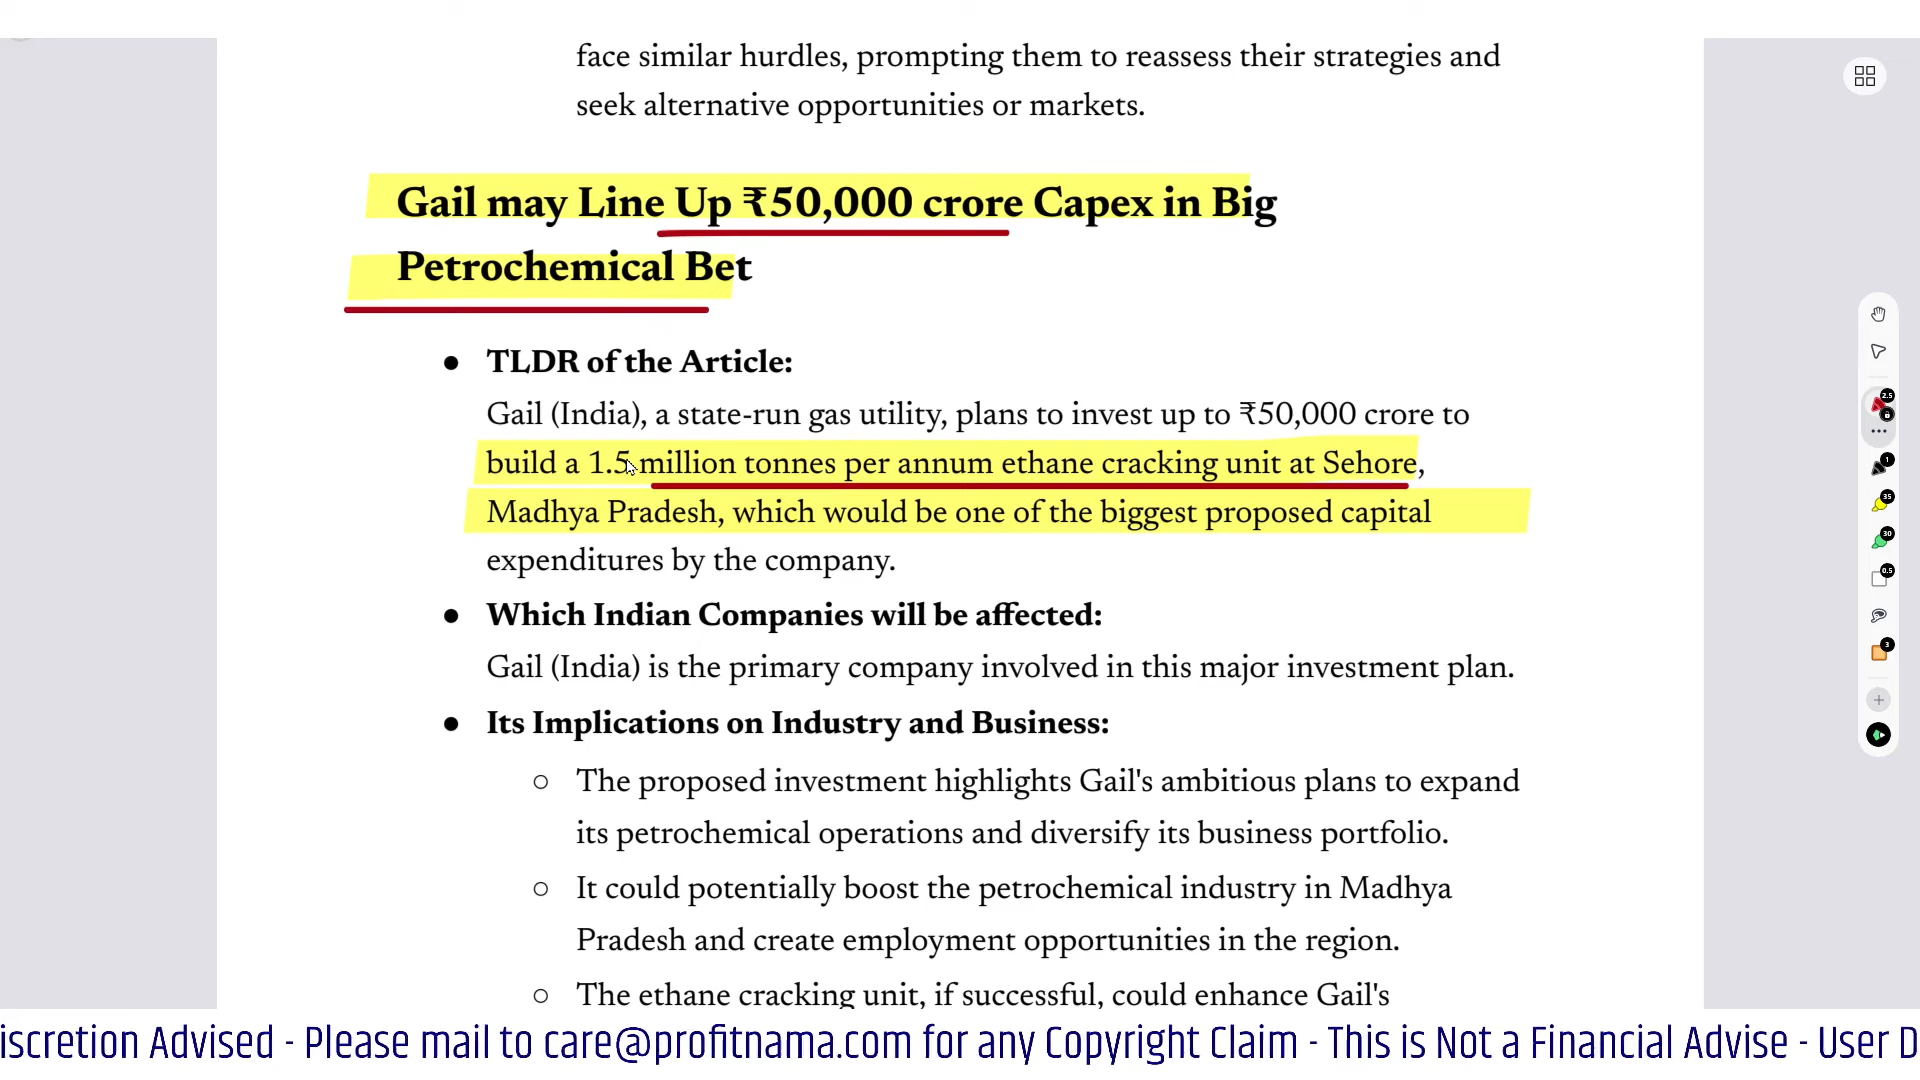 face similar hurdles, prompting them to reassess their strategies and
seek alternative opportunities or markets.
Gail may Line Up ₹50,000 crore Capex in Big
Petrochemical Bet
● TLDR of the Article:
Gail (India), a state-run gas utility, plans to invest up to ₹50,000 crore to
build a 1.5 million tonnes per annum ethane cracking unit at Sehore,
Madhya Pradesh, which would be one of the biggest proposed capital
expenditures by the company.
● Which Indian Companies will be affected:
Gail (India) is the primary company involved in this major investment plan.
● Its Implications on Industry and Business:
○ The proposed investment highlights Gail's ambitious plans to expand
its petrochemical operations and diversify its business portfolio.
○ It could potentially boost the petrochemical industry in Madhya
Pradesh and create employment opportunities in the region.
○ The ethane cracking unit, if successful, could enhance Gail's
iscretion Advised - Please mail to care@profitnama.com for any Copyright Claim - This is Not a Financial Advise - User D
2.5
1
35
30
0.5
3